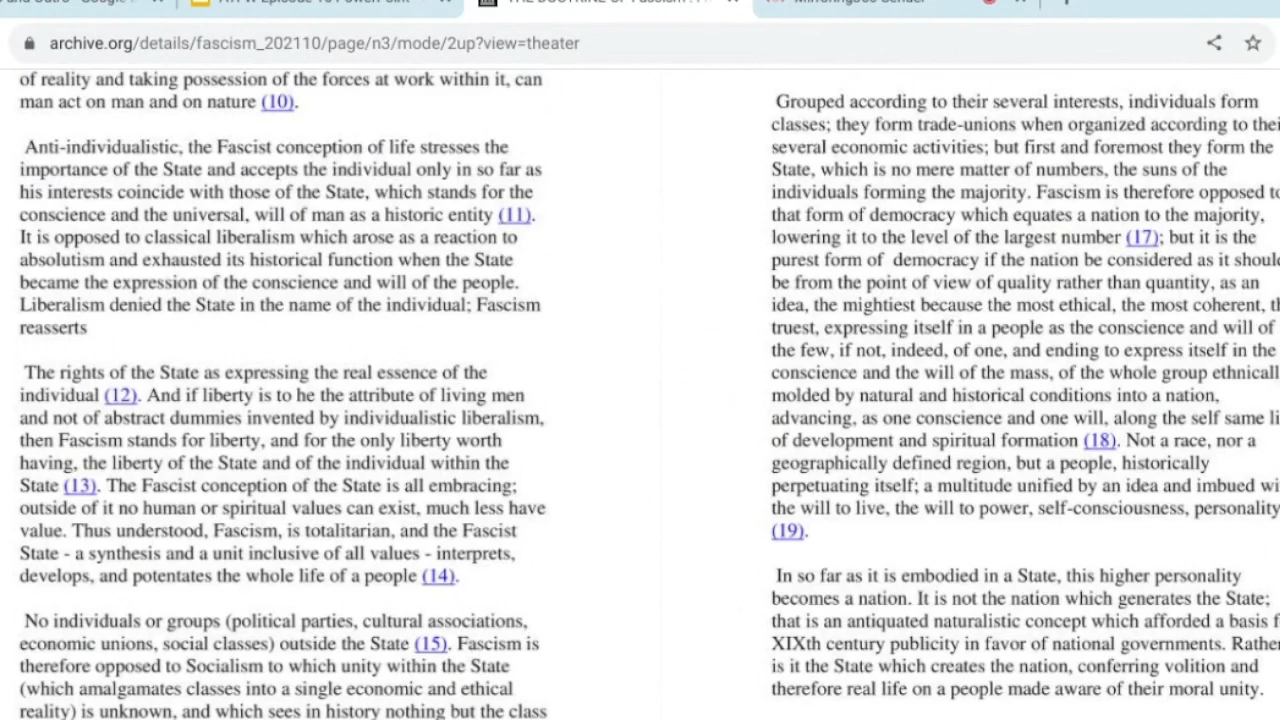 archive.org/details/fascism_202110/page/n3/mode/2up?view=theater
of reality and taking possession of the forces at work within it, can
man act on man and on nature (10).
Anti-individualistic, the Fascist conception of life stresses the
importance of the State and accepts the individual only in so far as
his interests coincide with those of the State, which stands for the
conscience and the universal, will of man as a historic entity (11).
It is opposed to classical liberalism which arose as a reaction to
absolutism and exhausted its historical function when the State
became the expression of the conscience and will of the people.
Liberalism denied the State in the name of the individual; Fascism
reasserts
The rights of the State as expressing the real essence of the
individual (12). And if liberty is to he the attribute of living men
and not of abstract dummies invented by individualistic liberalism,
then Fascism stands for liberty, and for the only liberty worth
having, the liberty of the State and of the individual within the
State (13). The Fascist conception of the State is all embracing;
outside of it no human or spiritual values can exist, much less have
value. Thus understood, Fascism, is totalitarian, and the Fascist
State - a synthesis and a unit inclusive of all values - interprets,
develops, and potentates the whole life of a people (14).
No individuals or groups (political parties, cultural associations,
economic unions, social classes) outside the State (15). Fascism is
therefore opposed to Socialism to which unity within the State
(which amalgamates classes into a single economic and ethical
reality) is unknown, and which sees in history nothing but the class
Grouped according to their several interests, individuals form
classes; they form trade-unions when organized according to thei
several economic activities; but first and foremost they form the
State, which is no mere matter of numbers, the suns of the
individuals forming the majority. Fascism is therefore opposed to
that form of democracy which equates a nation to the majority,
lowering it to the level of the largest number (17); but it is the
purest form of democracy if the nation be considered as it shoul
be from the point of view of quality rather than quantity, as an
idea, the mightiest because the most ethical, the most coherent, th
truest, expressing itself in a people as the conscience and will of
the few, if not, indeed, of one, and ending to express itself in the
conscience and the will of the mass, of the whole group ethnicall
molded by natural and historical conditions into a nation,
advancing, as one conscience and one will, along the self same li
of development and spiritual formation (18). Not a race, nor a
geographically defined region, but a people, historically
perpetuating itself; a multitude unified by an idea and imbued wi
the will to live, the will to power, self-consciousness, personality
(19).
In so far as it is embodied in a State, this higher personality
becomes a nation. It is not the nation which generates the State;
that is an antiquated naturalistic concept which afforded a basis f
XIXth century publicity in favor of national governments. Rathe
is it the State which creates the nation, conferring volition and
therefore real life on a people made aware of their moral unity.